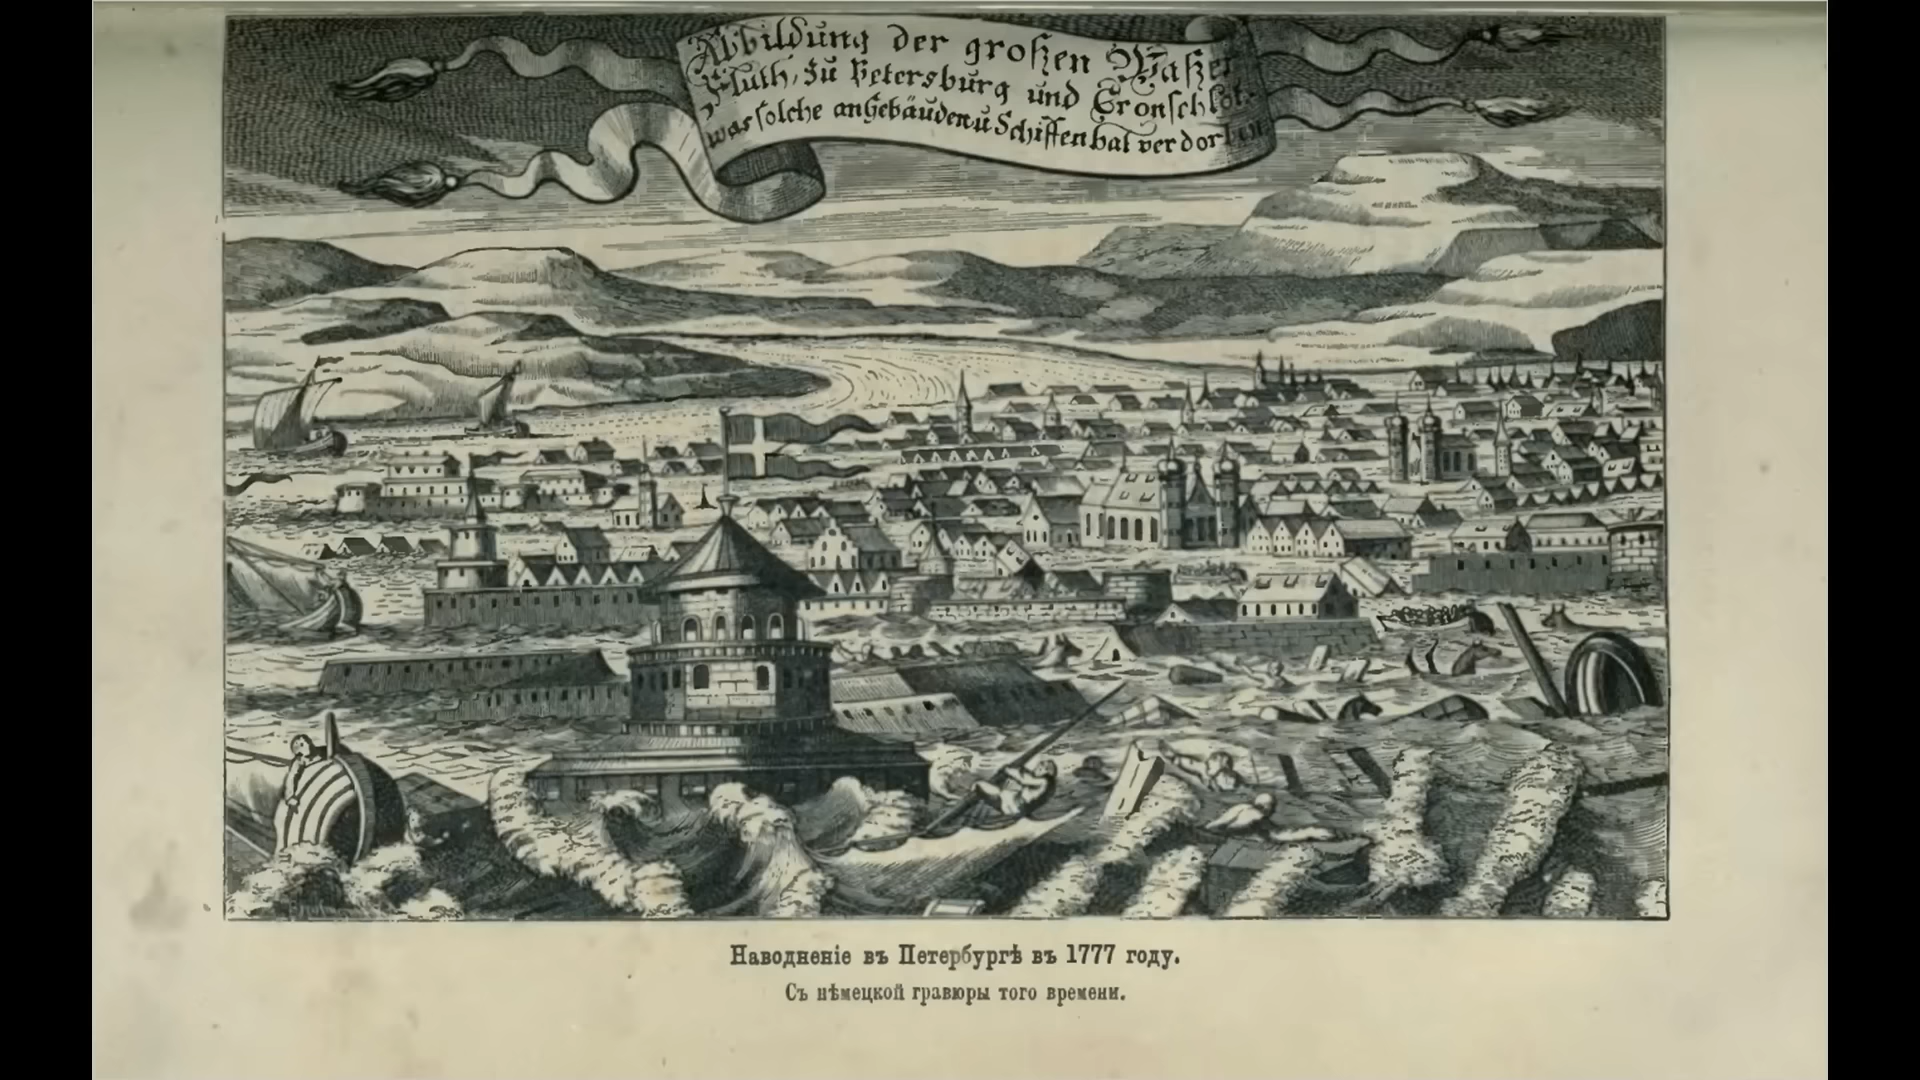 Abbildung der großen Waßer
Fluth, zu Petersburg und Cronschlot.
was solche an Gebäuden u Schiffen hat verdorben
Наводненіе въ Петербургѣ въ 1777 году.
Съ нѣмецкой гравюры того времени.